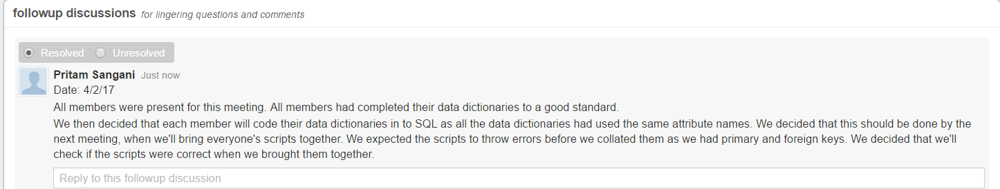 followup discussions for lingering questions and comments
Resolved Unresolved
Pritam Sangani Just now
Date: 4/2/17
All members were present for this meeting. All members had completed their data dictionaries to a good standard.
We then decided that each member will code their data dictionaries in to SQL as all the data dictionaries had used the same attribute names. We decided that this should be done by the
next meeting, when we'll bring everyone's scripts together. We expected the scripts to throw errors before we collated them as we had primary and foreign keys. We decided that we'll
check if the scripts were correct when we brought them together.
Reply to this followup discussion